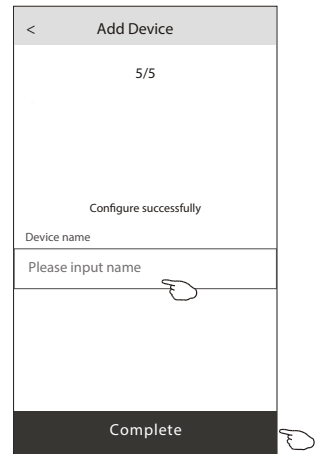 < Add Device
5/5
Configure successfully
Device name
Please input name
Complete